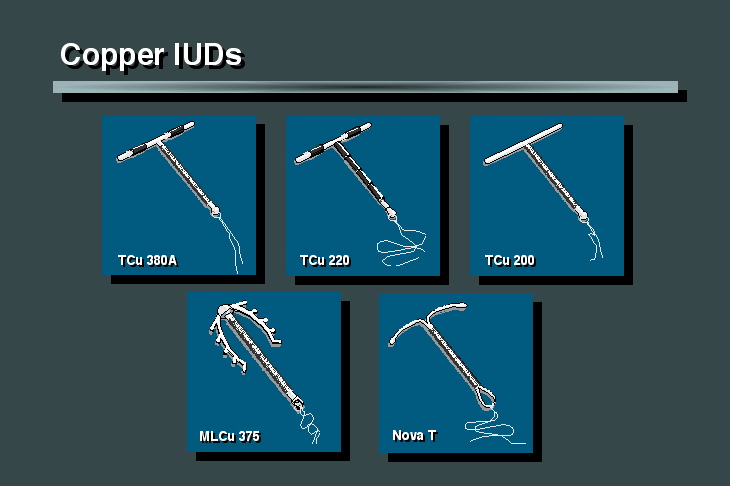 Copper IUDs
TCu 380A
TCu 220
TCu 200
MLCu 375
Nova T